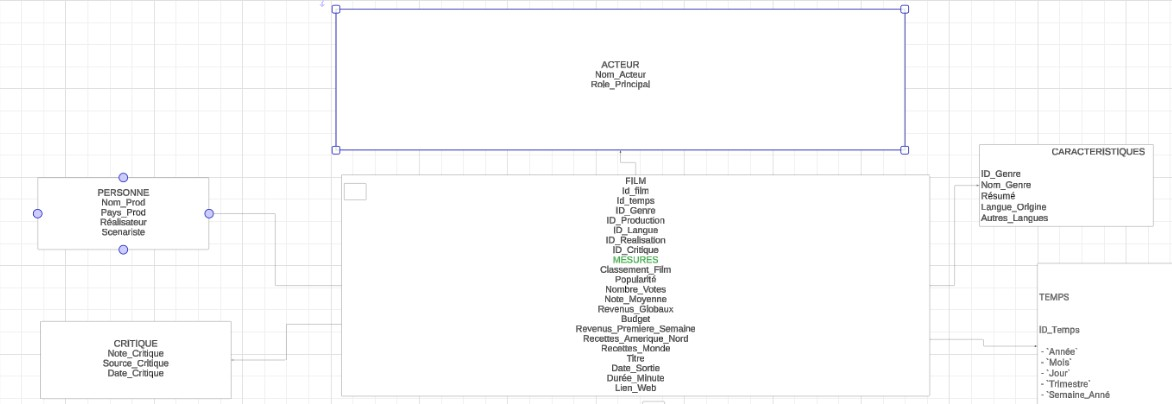 ACTEUR
Nom_Acteur
Role_Principal
PERSONNE
Nom_Prod
Pays_Prod
Réalisateur
Scenariste
CRITIQUE
Note_Critique
Source_Critique
Date_Critique
FILM
Id_film
Id_temps
ID_Genre
ID_Production
ID_Langue
ID_Realisation
ID_Critique
MESURES
Classement_Film
Popularité
Nombre_Votes
Note_Moyenne
Revenus_Globaux
Budget
Revenus_Premiere_Semaine
Recettes_Amerique_Nord
Recettes_Monde
Titre
Date_Sortie
Durée_Minute
Lien_Web
CARACTERISTIQUES
ID_Genre
Nom_Genre
Résumé
Langue_Origine
Autres_Langues
TEMPS
ID_Temps
- `Année`
- `Mois`
- `Jour`
- `Trimestre`
- `Semaine_Anné